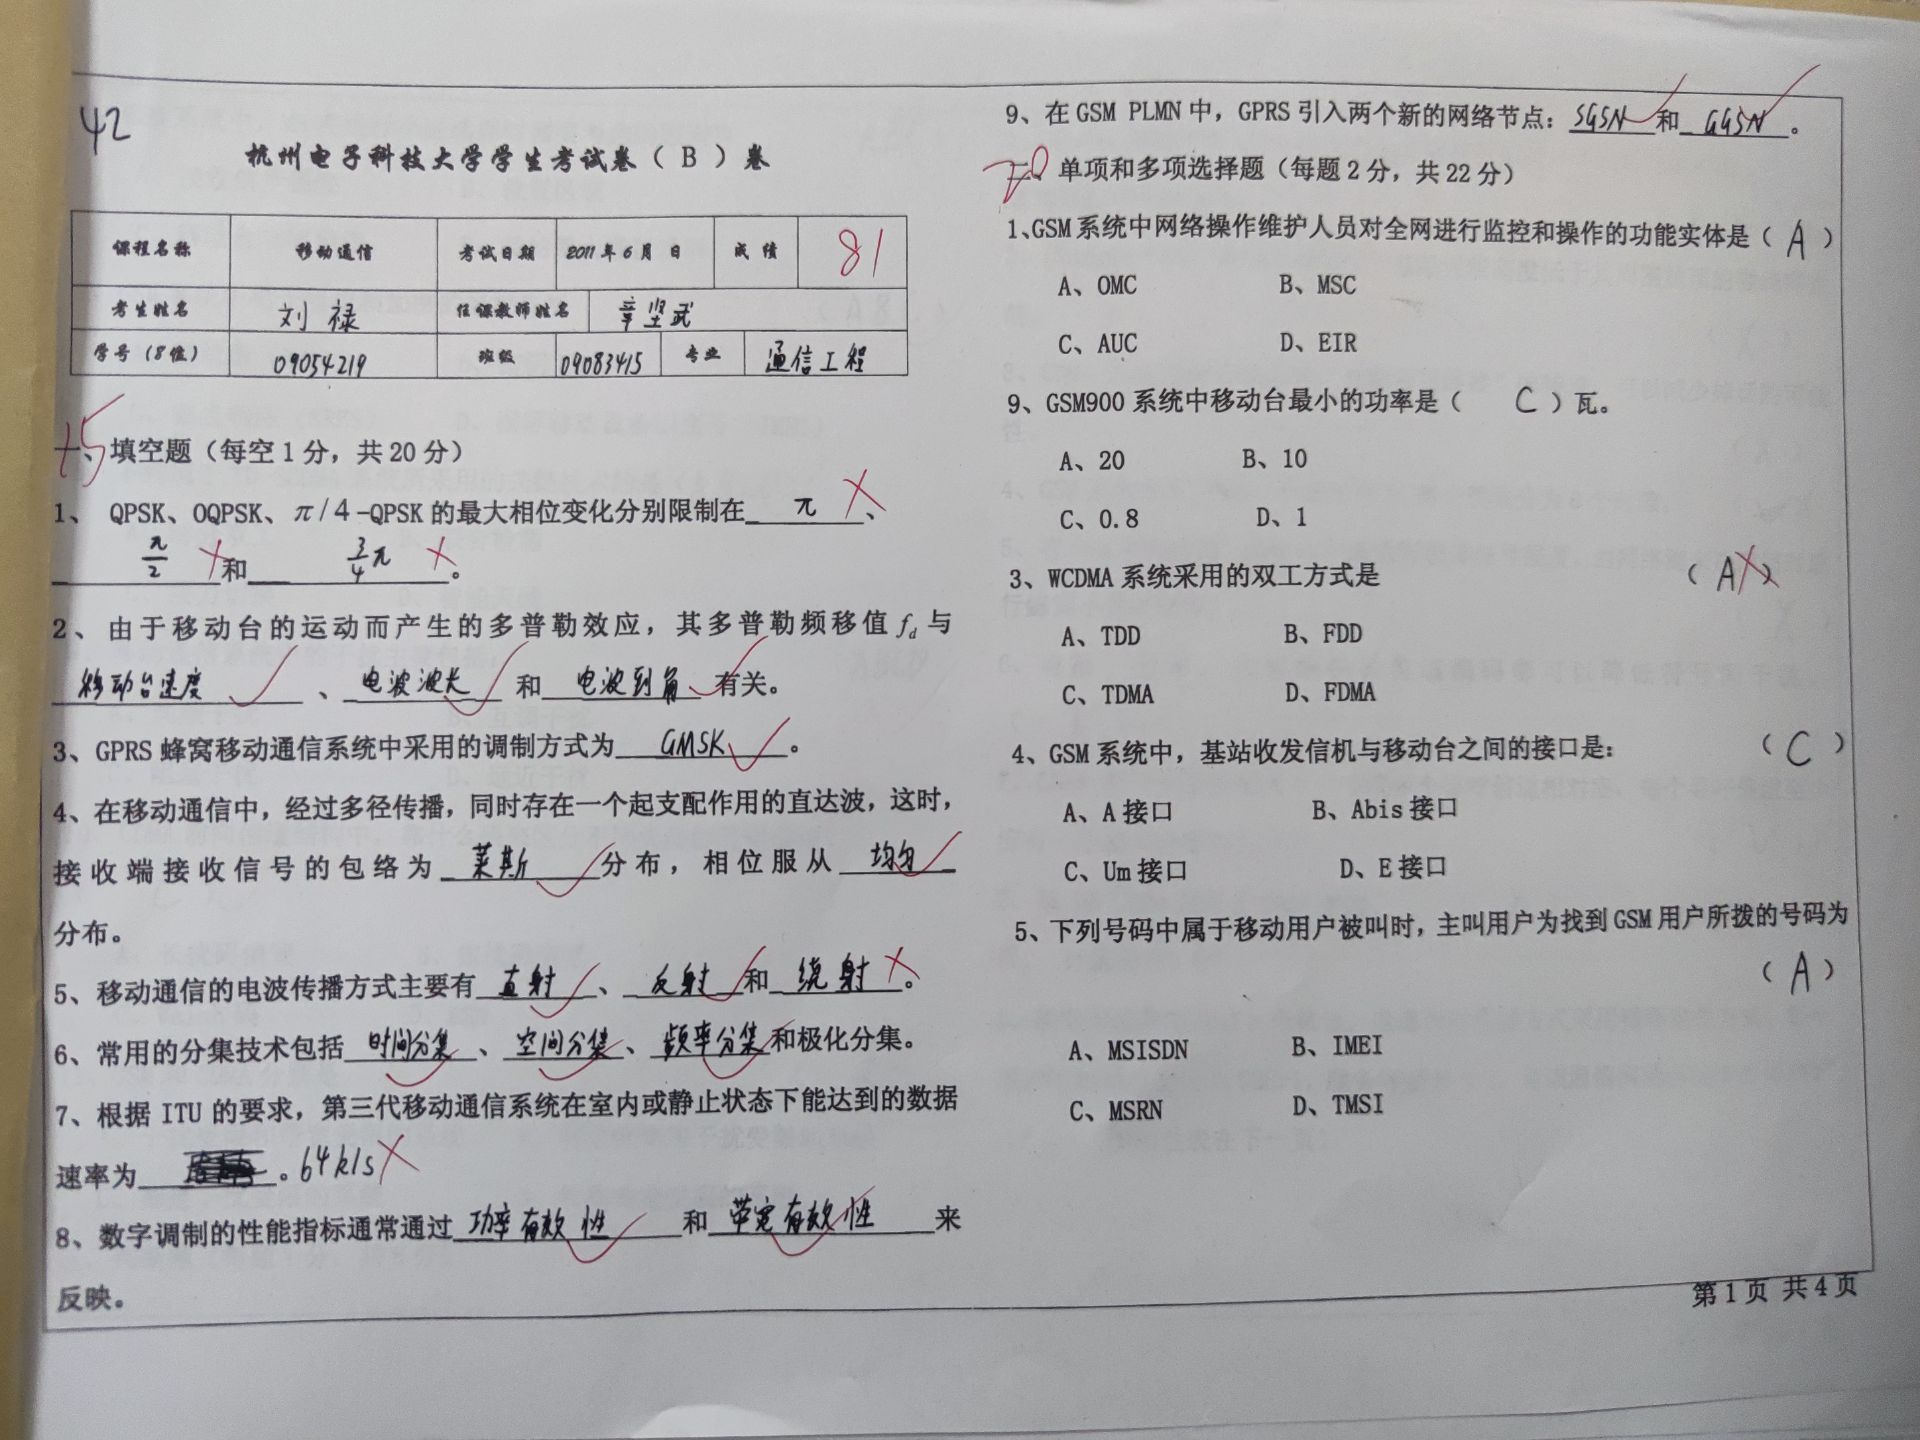 42
杭州电子科技大学学生考试卷（ B ）卷
课程名称 移动通信 考试日期 2011年6月 日 成绩 81
考生姓名 刘禄 任课教师姓名 辛坚武
学号（8位） 09054219 班级 09083415 专业 通信工程
15
一、填空题（每空1分，共20分）
1、 QPSK、OQPSK、π/4-QPSK的最大相位变化分别限制在 π 、
π/2 和 3/4π 。
2、由于移动台的运动而产生的多普勒效应，其多普勒频移值 fd 与
移动台速度 、 电波波长 和 电波到角 有关。
3、GPRS蜂窝移动通信系统中采用的调制方式为 GMSK 。
4、在移动通信中，经过多径传播，同时存在一个起支配作用的直达波，这时，
接收端接收信号的包络为 莱斯 分布，相位服从 均匀
分布。
5、移动通信的电波传播方式主要有 直射 、 反射 和 绕射 。
6、常用的分集技术包括 时间分集 、 空间分集 、 频率分集 和极化分集。
7、根据 ITU 的要求，第三代移动通信系统在室内或静止状态下能达到的数据
速率为 。64k/s
8、数字调制的性能指标通常通过 功率有效性 和 带宽有效性 来
反映。
9、在GSM PLMN中，GPRS引入两个新的网络节点： SGSN 和 GGSN 。
20
二、单项和多项选择题（每题2分，共22分）
1、GSM系统中网络操作维护人员对全网进行监控和操作的功能实体是（ A ）
A、OMC B、MSC
C、AUC D、EIR
9、GSM900系统中移动台最小的功率是（ C ）瓦。
A、20 B、10
C、0.8 D、1
3、WCDMA系统采用的双工方式是 （ A ）
A、TDD B、FDD
C、TDMA D、FDMA
4、GSM系统中，基站收发信机与移动台之间的接口是： （ C ）
A、A接口 B、Abis接口
C、Um接口 D、E接口
5、下列号码中属于移动用户被叫时，主叫用户为找到GSM用户所拨的号码为
（ A ）
A、MSISDN B、IMEI
C、MSRN D、TMSI
第1页 共4页